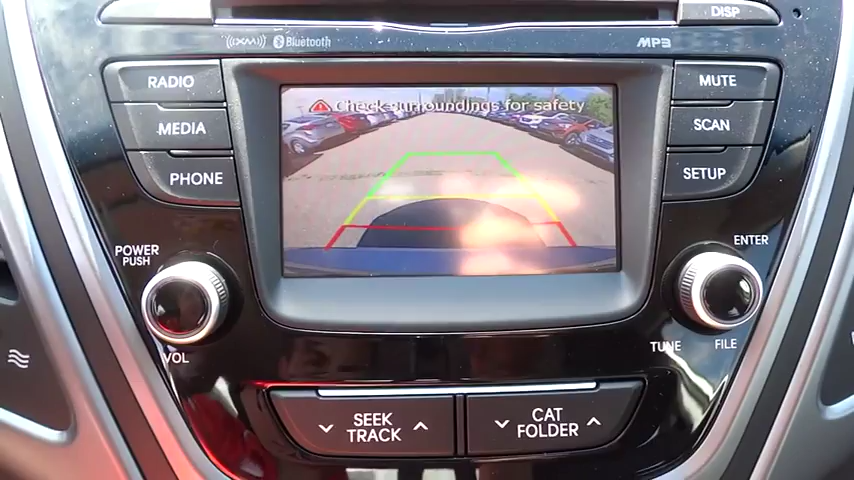 DISP
((XM)) Bluetooth
MP3
RADIO
MUTE
Check surroundings for safety
MEDIA
SCAN
PHONE
SETUP
POWER
PUSH
ENTER
VOL
TUNE
FILE
SEEK
TRACK
CAT
FOLDER